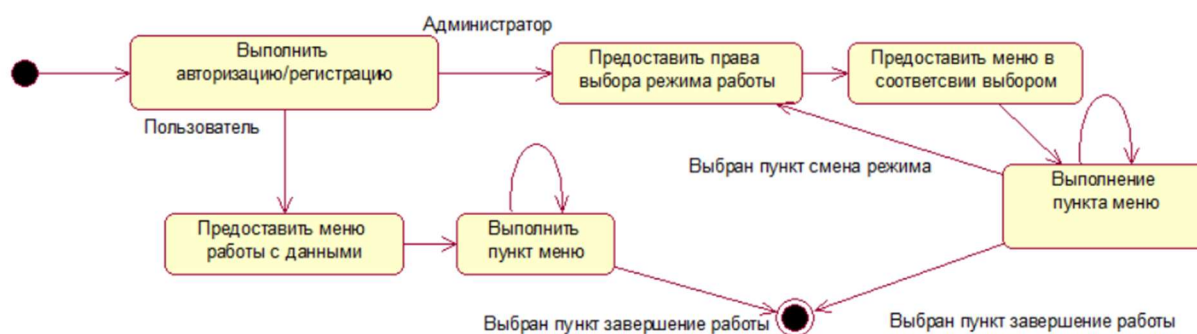 Администратор
Выполнить
авторизацию/регистрацию
Предоставить права
выбора режима работы
Предоставить меню в
соответсвии выбором
Пользователь
Выбран пункт смена режима
Выполнение
пункта меню
Предоставить меню
работы с данными
Выполнить
пункт меню
Выбран пункт завершение работы
Выбран пункт завершение работы